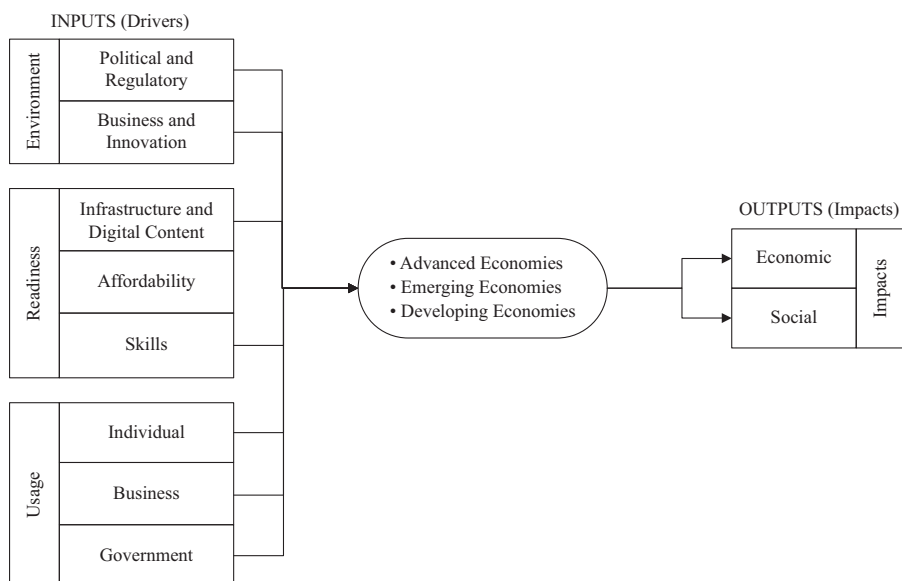 INPUTS (Drivers)
Environment
Political and
Regulatory
Business and
Innovation
Readiness
Infrastructure and
Digital Content
Affordability
Skills
Usage
Individual
Business
Government
• Advanced Economies
• Emerging Economies
• Developing Economies
OUTPUTS (Impacts)
Economic
Social
Impacts